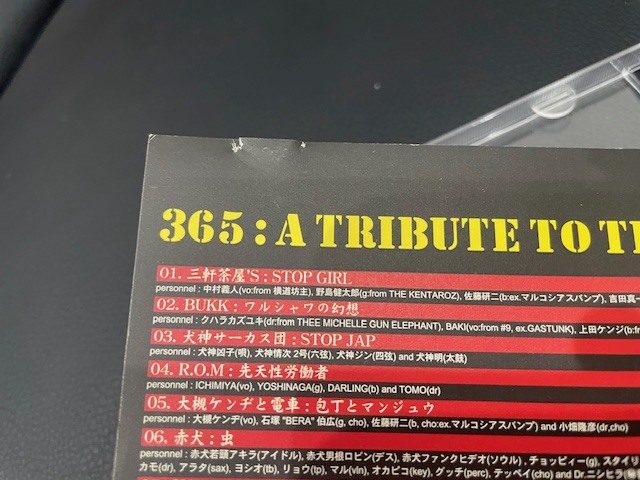 365 : A TRIBUTE TO
01. 三軒茶屋'S : STOP GIRL
personnel : 中村義人(vo:from 横道坊主), 野島健太郎(g:from THE KENTAROZ), 佐藤研二(b:ex.マルコシアスバンプ), 吉田真一
02. BUKK : ワルシャワの幻想
personnel : クハラカズユキ(dr:from THEE MICHELLE GUN ELEPHANT), BAKI(vo:from #9, ex.GASTUNK), 上田ケンジ(b:
03. 犬神サーカス団 : STOP JAP
personnel : 犬神凶子(唄), 犬神情次 2号(六弦), 犬神ジン(四弦) and 犬神明(太鼓)
04. R.O.M : 先天性労働者
personnel : ICHIMIYA(vo), YOSHINAGA(g), DARLING(b) and TOMO(dr)
05. 大槻ケンヂと電車 : 包丁とマンジュウ
personnel : 大槻ケンヂ(vo), 石塚 "BERA" 伯広(g, cho), 佐藤研二(b, cho:ex.マルコシアスバンプ) and 小畑隆彦(dr,cho)
06. 赤犬 : 虫
personnel : 赤犬若頭アキラ(アイドル), 赤犬男根ロビン(デス), 赤犬ファンクヒデオ(ソウル) , チョッピィー(g), スタイリ
カモ(dr), アラタ(sax), ヨシオ(tb), リョウ(tp), マル(vln), オカピコ(key), グッチ(perc), テッペイ(cho) and Dr.ニシヒラ